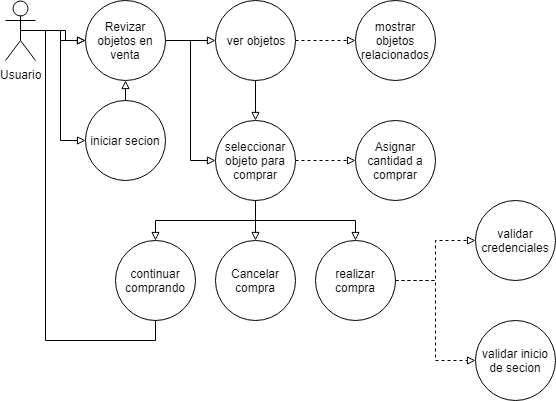 Revizar
objetos en
venta
ver objetos
mostrar
objetos
relacionados
Usuario
iniciar secion
seleccionar
objeto para
comprar
Asignar
cantidad a
comprar
continuar
comprando
Cancelar
compra
realizar
compra
validar
credenciales
validar inicio
de secion